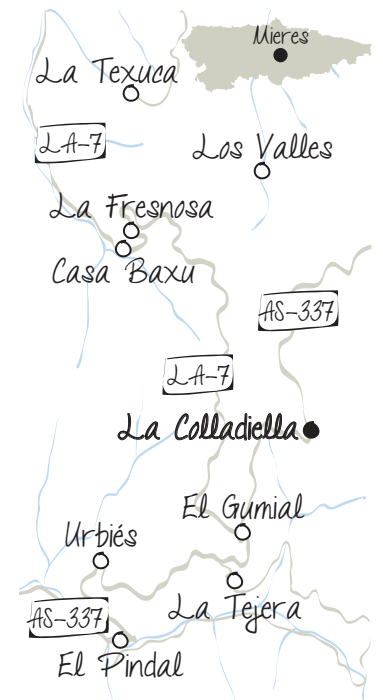 Mieres
La Texuca
LA-7
Los Valles
La Fresnosa
Casa Baxu
AS-337
LA-7
La Colladiella
El Gumial
Urbiés
La Tejera
AS-337
El Pindal